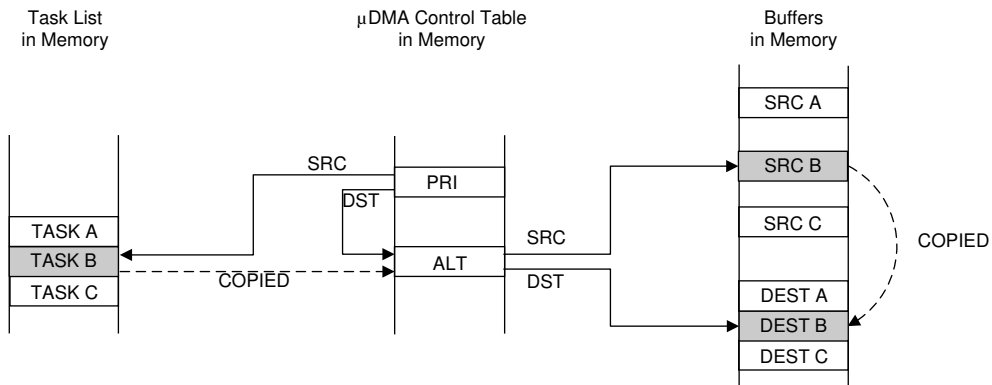 Task List
in Memory
μDMA Control Table
in Memory
Buffers
in Memory
SRC A
SRC
PRI
SRC B
DST
TASK A
SRC C
TASK B
ALT
SRC
COPIED
COPIED
DST
TASK C
DEST A
DEST B
DEST C